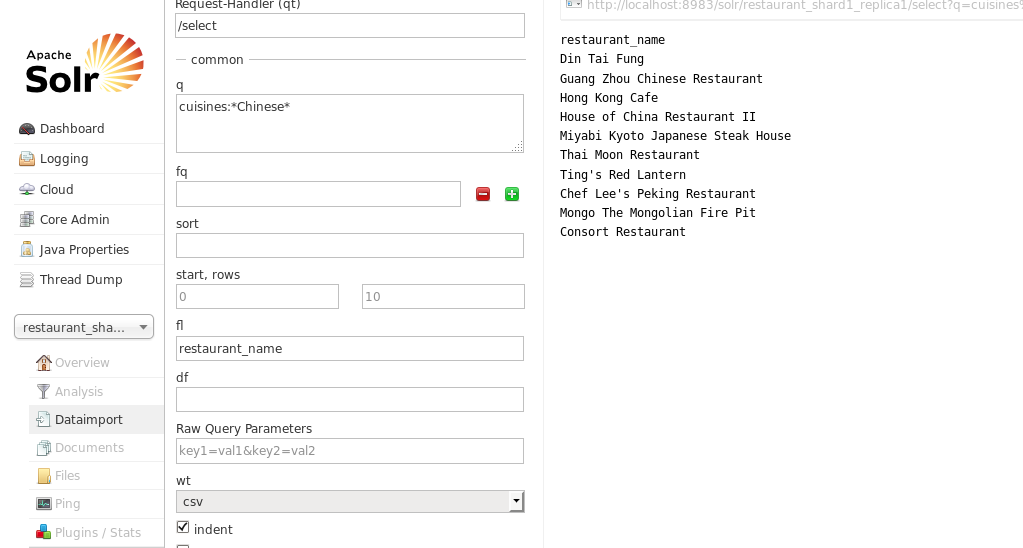 Apache
Solr
Dashboard
Logging
Cloud
Core Admin
Java Properties
Thread Dump
restaurant_sha...
Overview
Analysis
Dataimport
Documents
Files
Ping
Plugins / Stats
Request-Handler (qt)
/select
common
q
cuisines:*Chinese*
fq
sort
start, rows
0
10
fl
restaurant_name
df
Raw Query Parameters
key1=val1&key2=val2
wt
csv
indent
http://localhost:8983/solr/restaurant_shard1_replica1/select?q=cuisines%
restaurant_name
Din Tai Fung
Guang Zhou Chinese Restaurant
Hong Kong Cafe
House of China Restaurant II
Miyabi Kyoto Japanese Steak House
Thai Moon Restaurant
Ting's Red Lantern
Chef Lee's Peking Restaurant
Mongo The Mongolian Fire Pit
Consort Restaurant